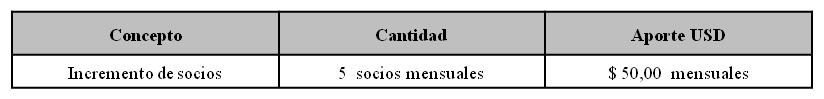 Concepto Cantidad Aporte USD
Incremento de socios 5 socios mensuales $ 50,00 mensuales